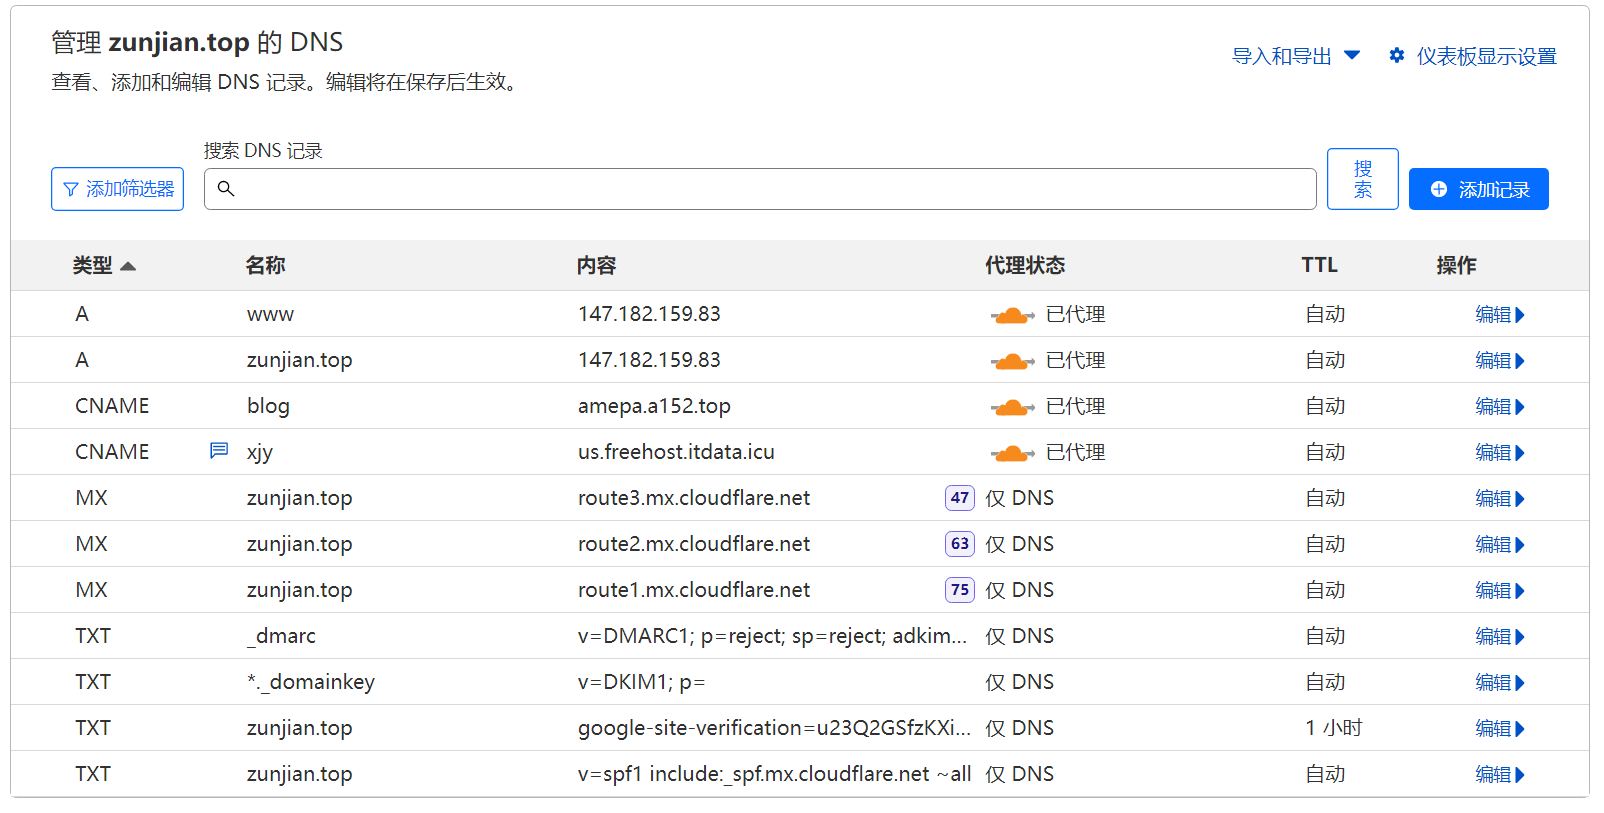 管理 zunjian.top 的 DNS
查看、添加和编辑 DNS 记录。编辑将在保存后生效。
导入和导出 仪表板显示设置
搜索 DNS 记录
添加筛选器
搜
索
添加记录
类型 名称 内容 代理状态 TTL 操作
A www 147.182.159.83 已代理 自动 编辑
A zunjian.top 147.182.159.83 已代理 自动 编辑
CNAME blog amepa.a152.top 已代理 自动 编辑
CNAME xjy us.freehost.itdata.icu 已代理 自动 编辑
MX zunjian.top route3.mx.cloudflare.net 47 仅 DNS 自动 编辑
MX zunjian.top route2.mx.cloudflare.net 63 仅 DNS 自动 编辑
MX zunjian.top route1.mx.cloudflare.net 75 仅 DNS 自动 编辑
TXT _dmarc v=DMARC1; p=reject; sp=reject; adkim... 仅 DNS 自动 编辑
TXT *._domainkey v=DKIM1; p= 仅 DNS 自动 编辑
TXT zunjian.top google-site-verification=u23Q2GSfzKXi... 仅 DNS 1 小时 编辑
TXT zunjian.top v=spf1 include:_spf.mx.cloudflare.net ~all 仅 DNS 自动 编辑